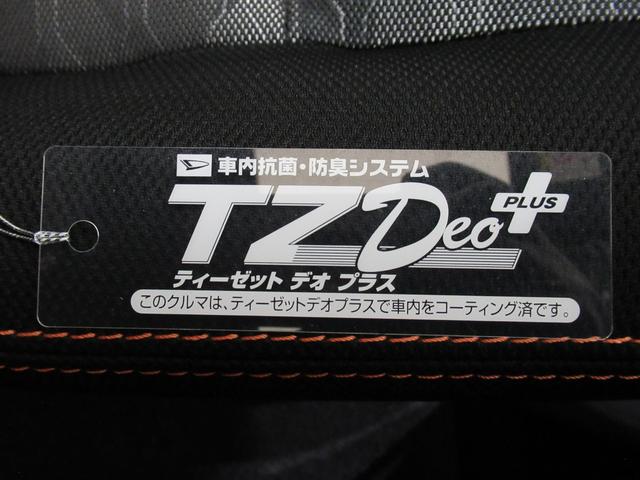 車内抗菌・防臭システム
TZ Deo PLUS
ティーゼット デオ プラス
このクルマは、ティーゼットデオプラスで車内をコーティング済です。